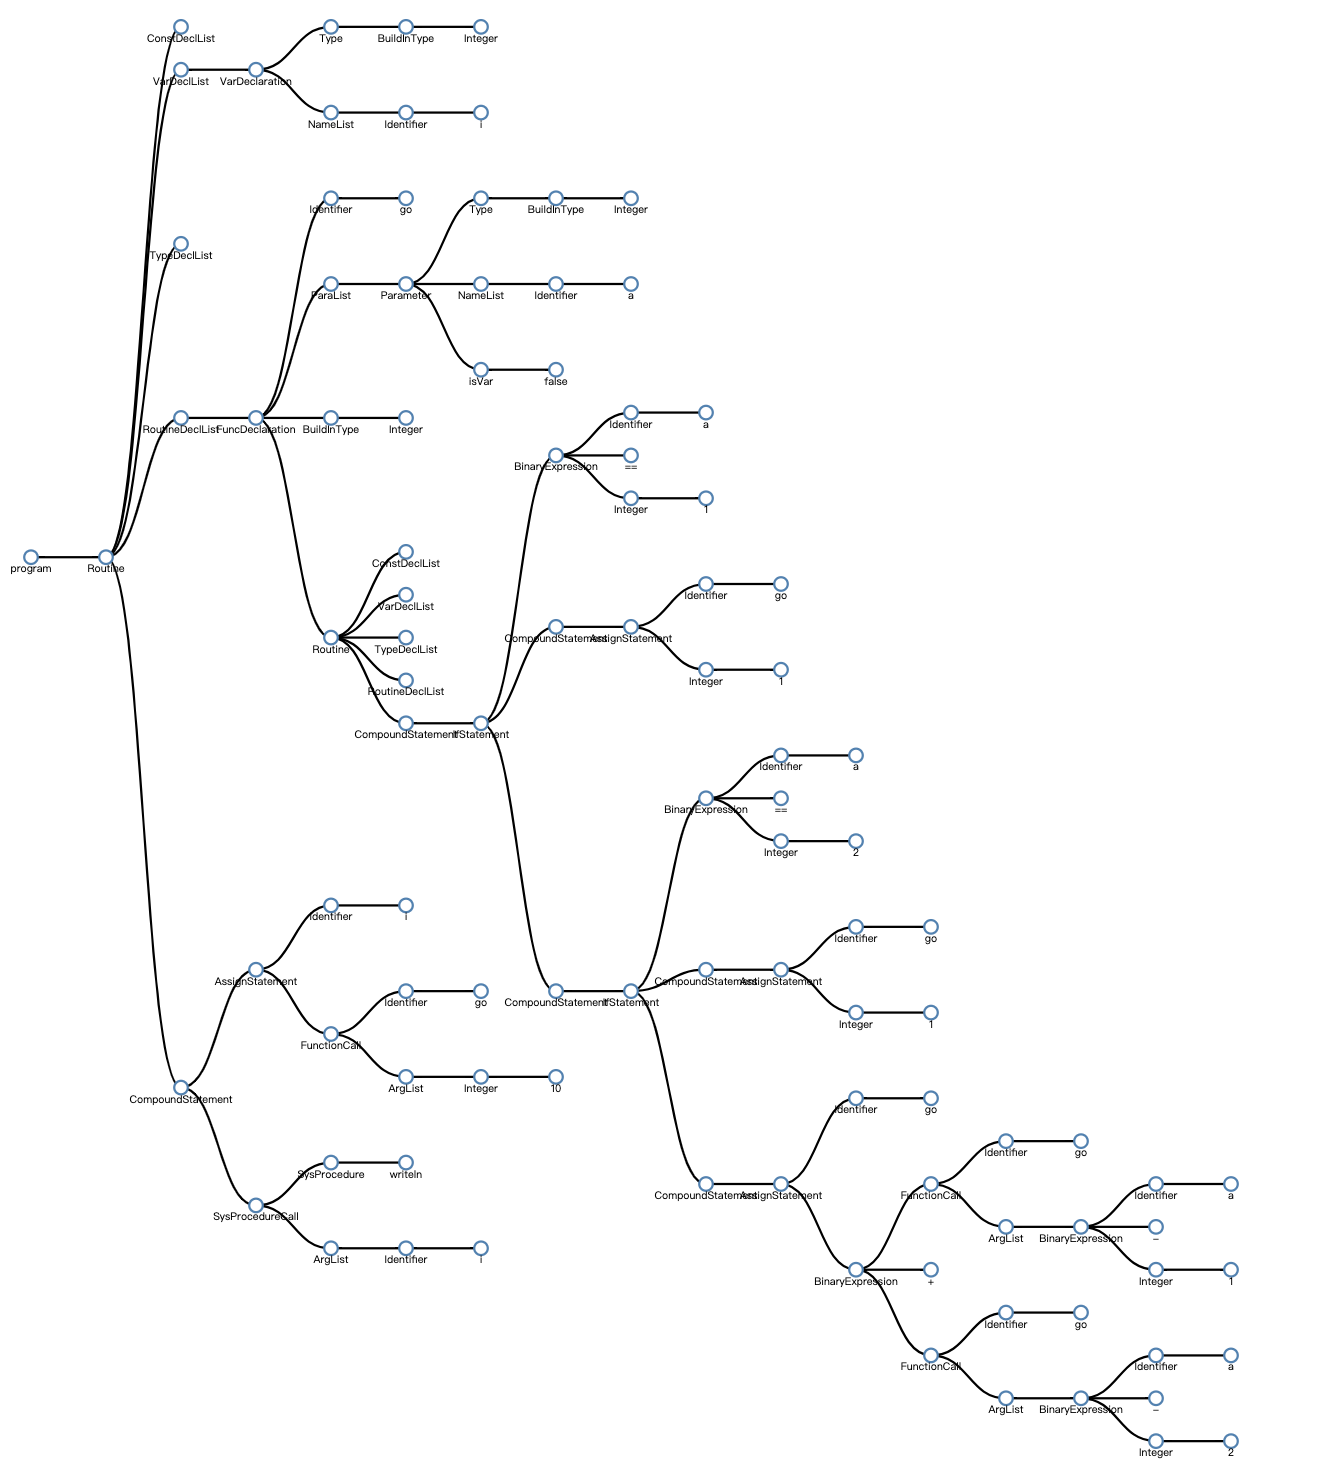 ConstDeclList
Type BuildInType Integer
VarDeclList VarDeclaration
NameList Identifier i
Identifier go Type BuildInType Integer
TypeDeclList
ParaList Parameter NameList Identifier a
IsVar false
Identifier a
RoutineDeclList FuncDeclaration BuildInType Integer
BinaryExpression ==
Integer 1
ConstDeclList
program Routine
Identifier go
VarDeclList
CompoundStatement AssignStatement
Routine TypeDeclList
Integer 1
RoutineDeclList
CompoundStatement IfStatement
Identifier a
BinaryExpression ==
Integer 2
Identifier i
Identifier go
AssignStatement CompoundStatement AssignStatement
Identifier go CompoundStatement IfStatement
Integer 1
FunctionCall
ArgList Integer 10
CompoundStatement
Identifier go
Identifier go
SysProcedure writeln
CompoundStatement AssignStatement FunctionCall Identifier a
SysProcedureCall
ArgList BinaryExpression -
ArgList Identifier i
BinaryExpression + Integer 1
Identifier go
FunctionCall Identifier a
ArgList BinaryExpression -
Integer 2